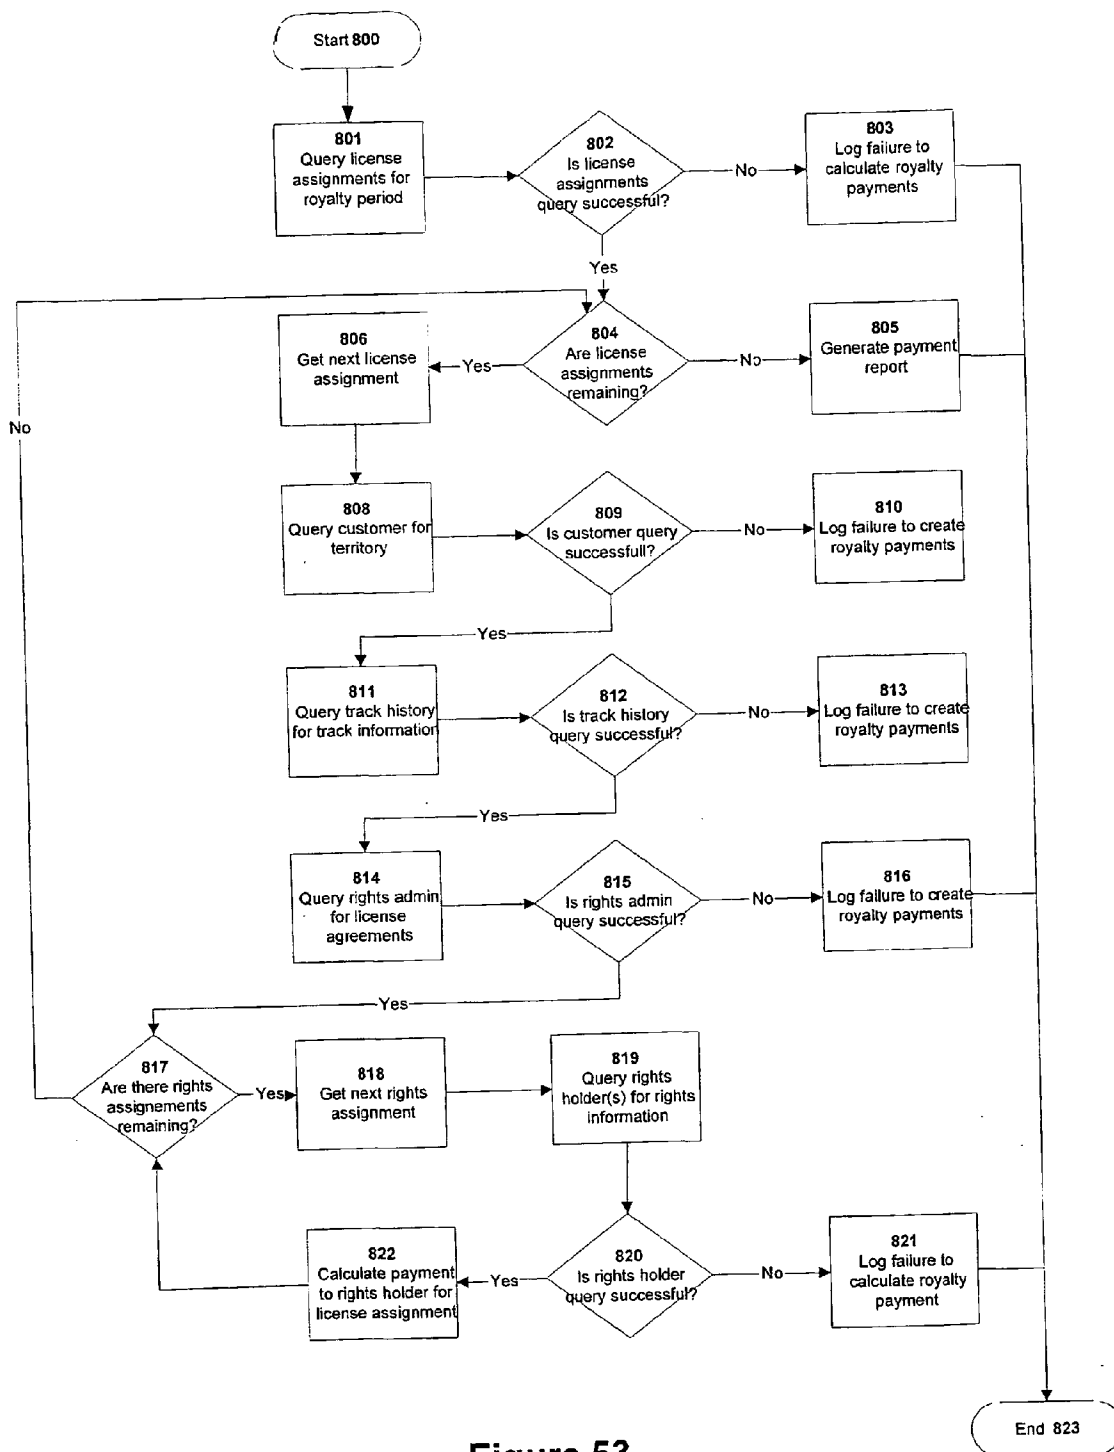 Start 800
801
Query license
assignments for
royalty period
802
Is license
assignments
query successful?
No
803
Log failure to
calculate royalty
payments
Yes
804
Are license
assignments
remaining?
No
805
Generate payment
report
Yes
806
Get next license
assignment
No
808
Query customer for
territory
809
Is customer query
successfull?
No
810
Log failure to create
royalty payments
Yes
811
Query track history
for track information
812
Is track history
query successful?
No
813
Log failure to create
royalty payments
Yes
814
Query rights admin
for license
agreements
815
Is rights admin
query successful?
No
816
Log failure to create
royalty payments
Yes
817
Are there rights
assignements
remaining?
Yes
818
Get next rights
assignment
819
Query rights
holder(s) for rights
information
820
Is rights holder
query successful?
No
821
Log failure to
calculate royalty
payment
Yes
822
Calculate payment
to rights holder for
license assignment
End 823
Figure 53